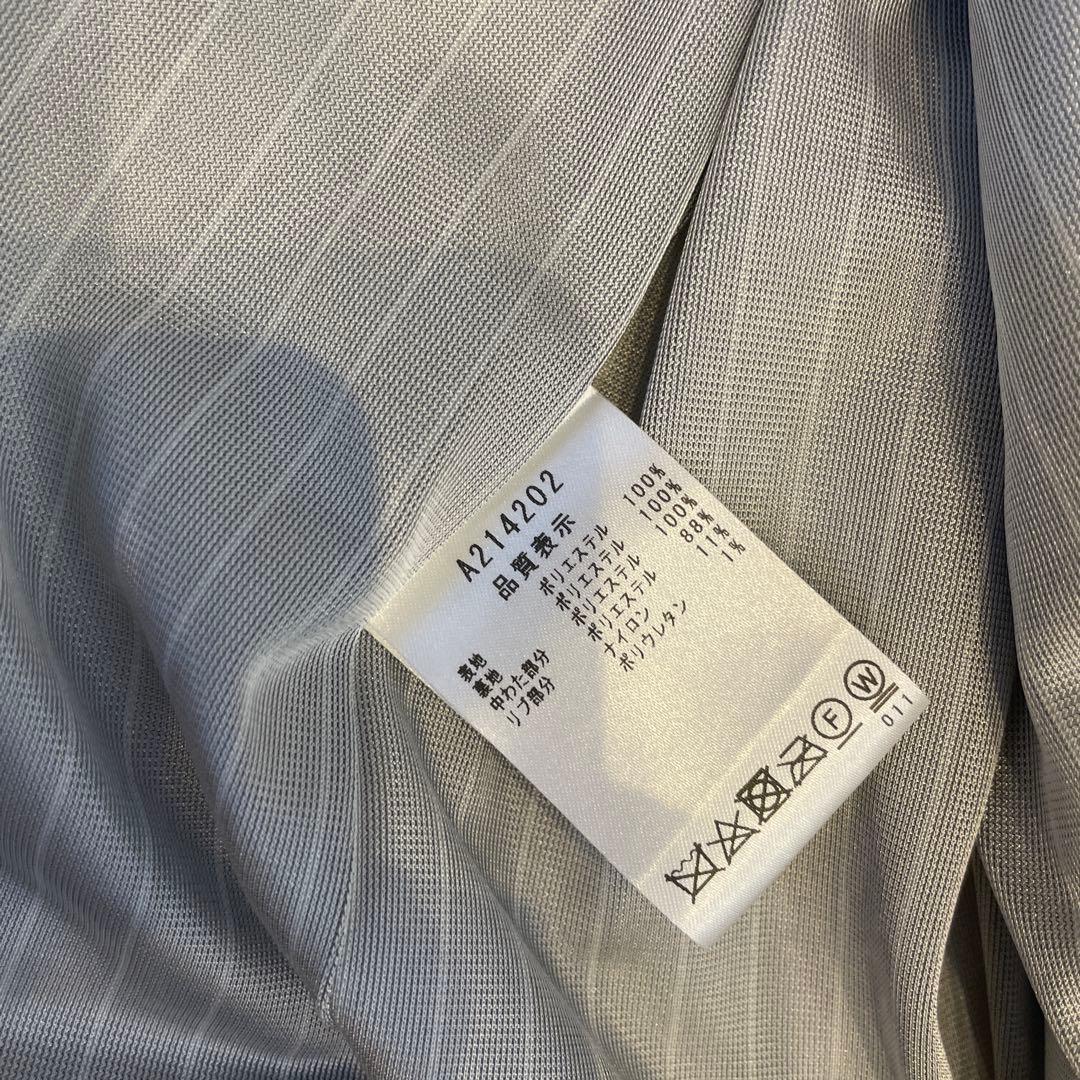 A214202
品質表示
表地 ポリエステル 100%
裏地 ポリエステル 100%
中わた部分 ポリエステル 100%
リブ部分 ポリエステル 88%
ナイロン 11%
ポリウレタン 1%
F W
011